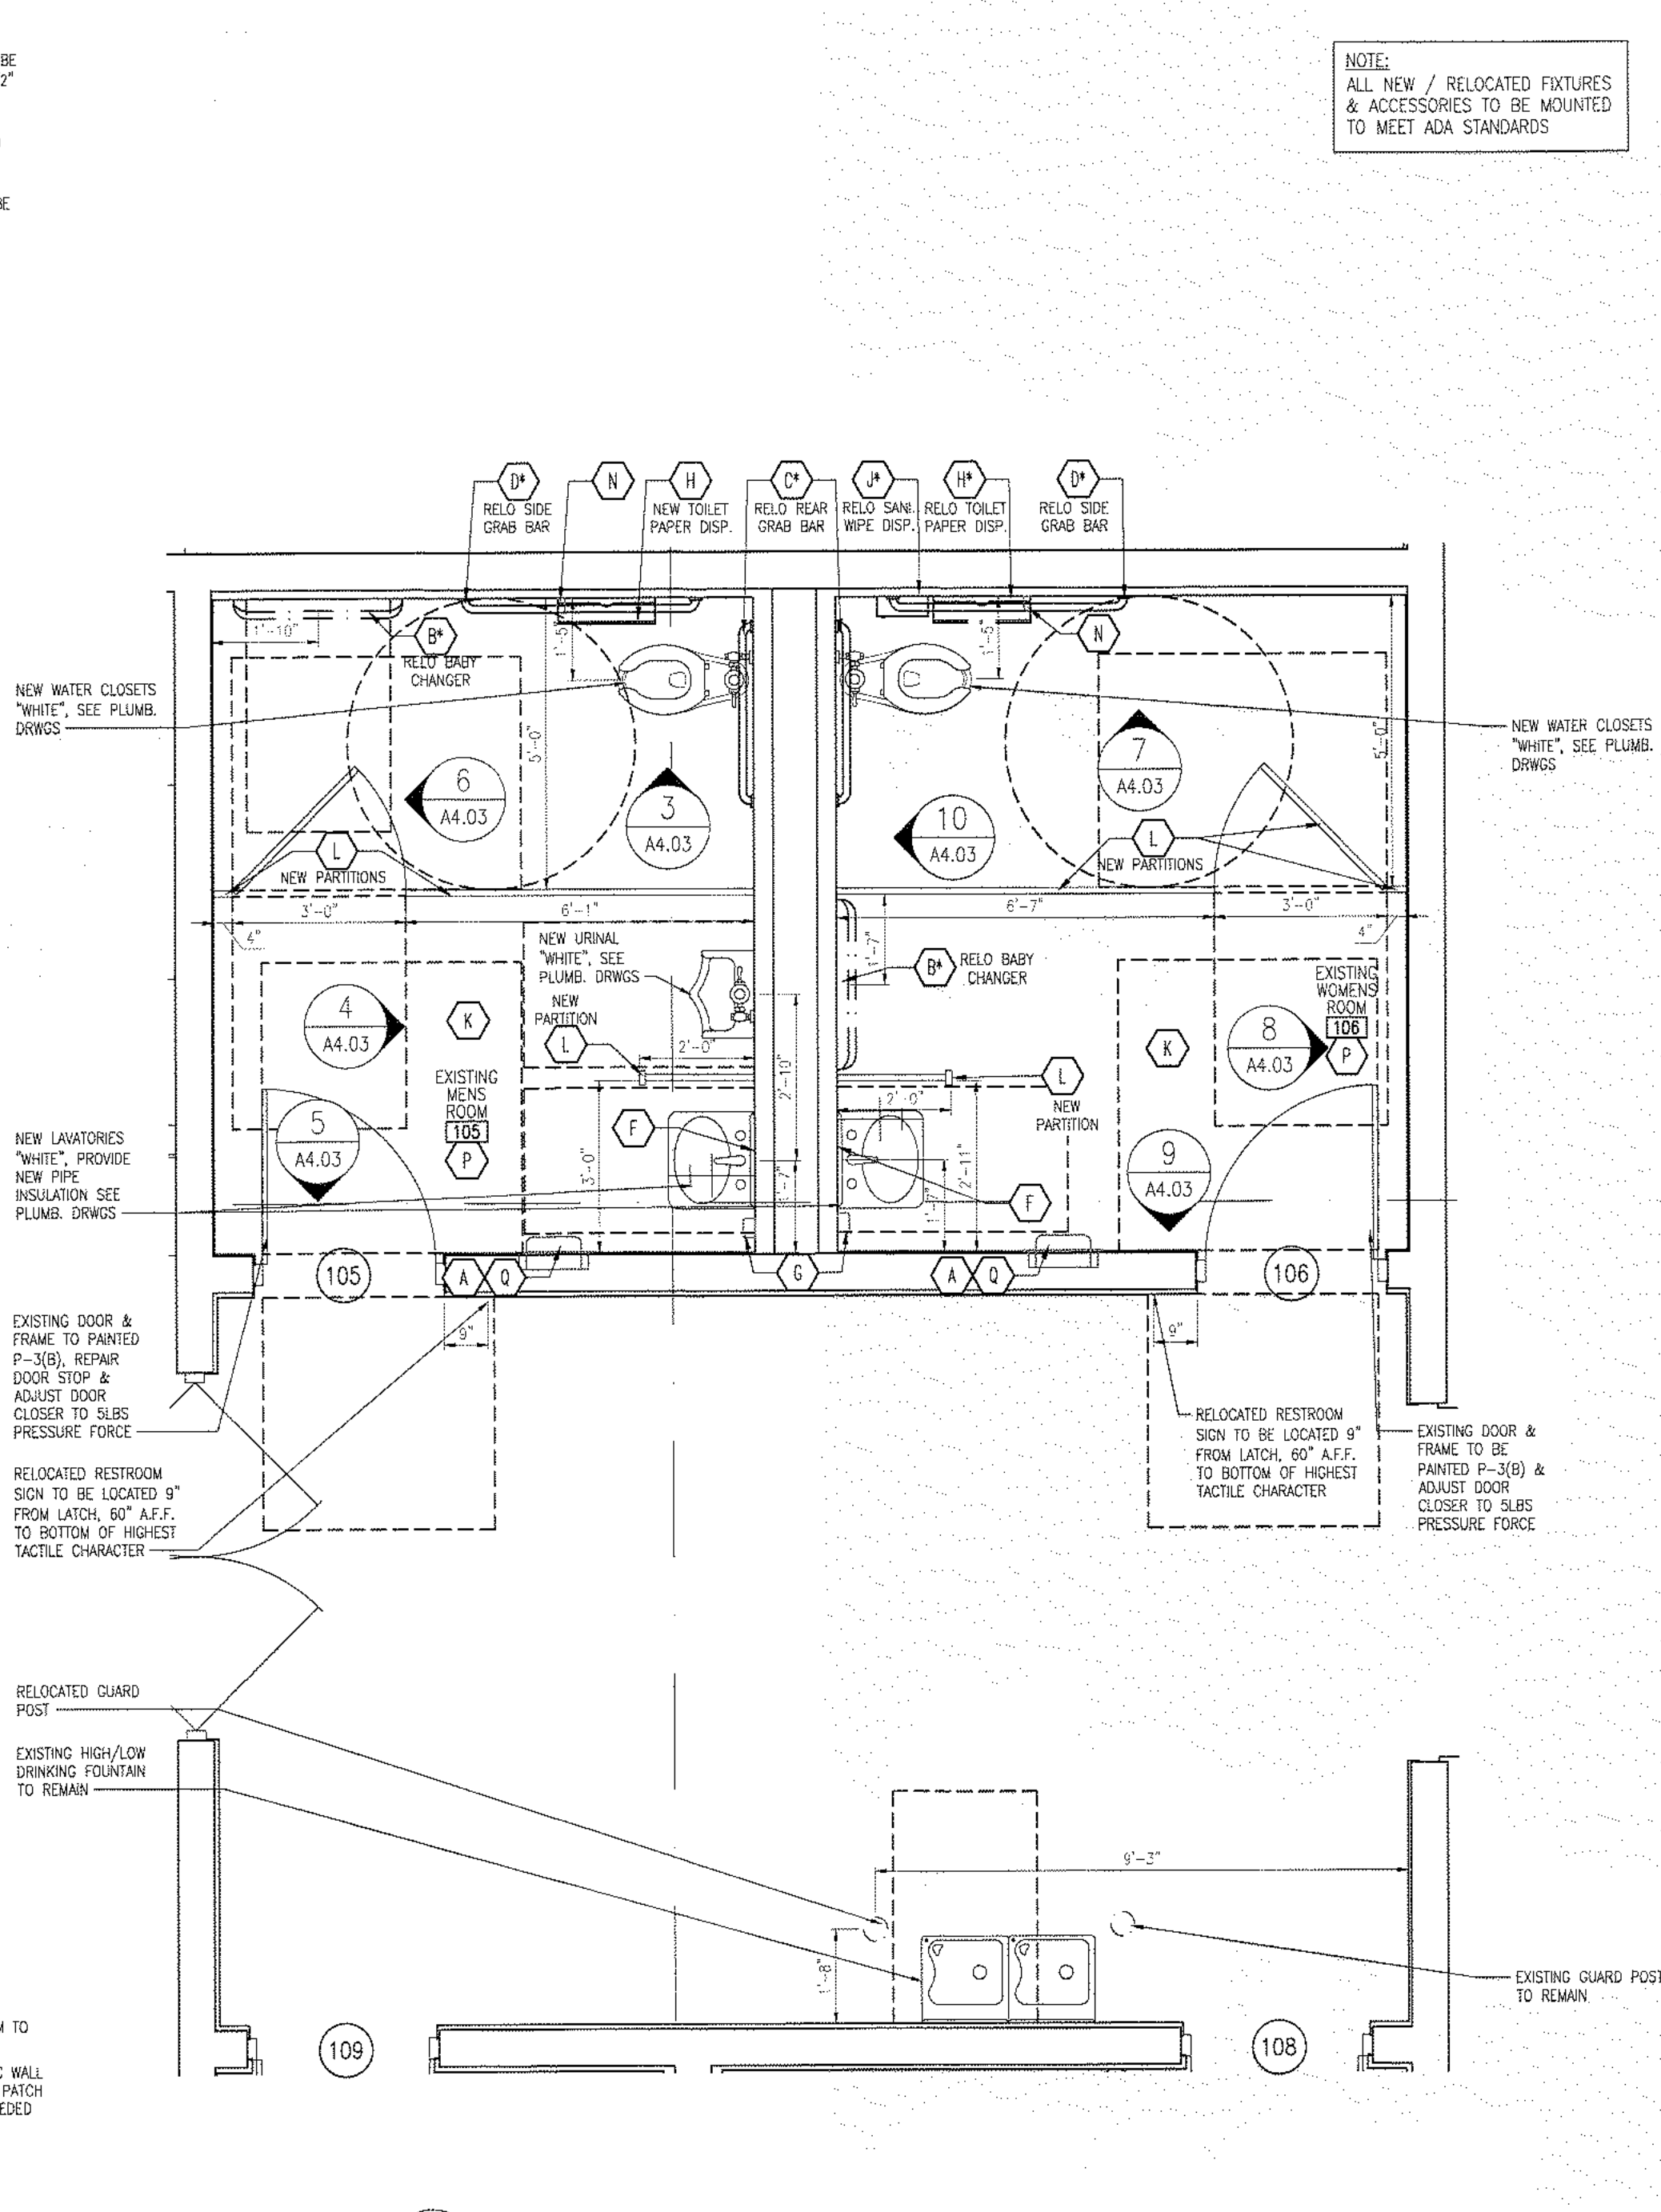 BE
2"
BE
NOTE:
ALL NEW / RELOCATED FIXTURES
& ACCESSORIES TO BE MOUNTED
TO MEET ADA STANDARDS
D*
RELO SIDE
GRAB BAR
N
H
NEW TOILET
PAPER DISP.
C*
RELO REAR
GRAB BAR
J*
RELO SANI.
WIPE DISP.
H*
RELO TOILET
PAPER DISP.
D*
RELO SIDE
GRAB BAR
1'-10"
B*
RELO BABY
CHANGER
1'-5"
1'-5"
N
NEW WATER CLOSETS
"WHITE", SEE PLUMB.
DRWGS
NEW WATER CLOSETS
"WHITE", SEE PLUMB.
DRWGS
5'-0"
5'-0"
6
A4.03
3
A4.03
10
A4.03
7
A4.03
L
NEW PARTITIONS
L
NEW PARTITIONS
3'-0"
6'-1"
6'-7"
3'-0"
4"
4"
NEW URINAL
"WHITE", SEE
PLUMB. DRWGS
NEW
PARTITION
L
2'-0"
1'-7"
B*
RELO BABY
CHANGER
EXISTING
WOMENS
ROOM
106
P
4
A4.03
K
K
8
A4.03
EXISTING
MENS
ROOM
105
P
2'-10"
L
NEW
PARTITION
2'-0"
5
A4.03
F
F
9
A4.03
3'-0"
1'-7"
1'-7"
2'-11"
NEW LAVATORIES
"WHITE", PROVIDE
NEW PIPE
INSULATION SEE
PLUMB. DRWGS
105
A
Q
G
A
Q
106
9"
9"
EXISTING DOOR &
FRAME TO PAINTED
P-3(B), REPAIR
DOOR STOP &
ADJUST DOOR
CLOSER TO 5LBS
PRESSURE FORCE
RELOCATED RESTROOM
SIGN TO BE LOCATED 9"
FROM LATCH, 60" A.F.F.
TO BOTTOM OF HIGHEST
TACTILE CHARACTER
RELOCATED RESTROOM
SIGN TO BE LOCATED 9"
FROM LATCH, 60" A.F.F.
TO BOTTOM OF HIGHEST
TACTILE CHARACTER
EXISTING DOOR &
FRAME TO BE
PAINTED P-3(B) &
ADJUST DOOR
CLOSER TO 5LBS
PRESSURE FORCE
RELOCATED GUARD
POST
EXISTING HIGH/LOW
DRINKING FOUNTAIN
TO REMAIN
9'-3"
1'-8"
EXISTING GUARD POST
TO REMAIN
109
108
TO
WALL
PATCH
EDED